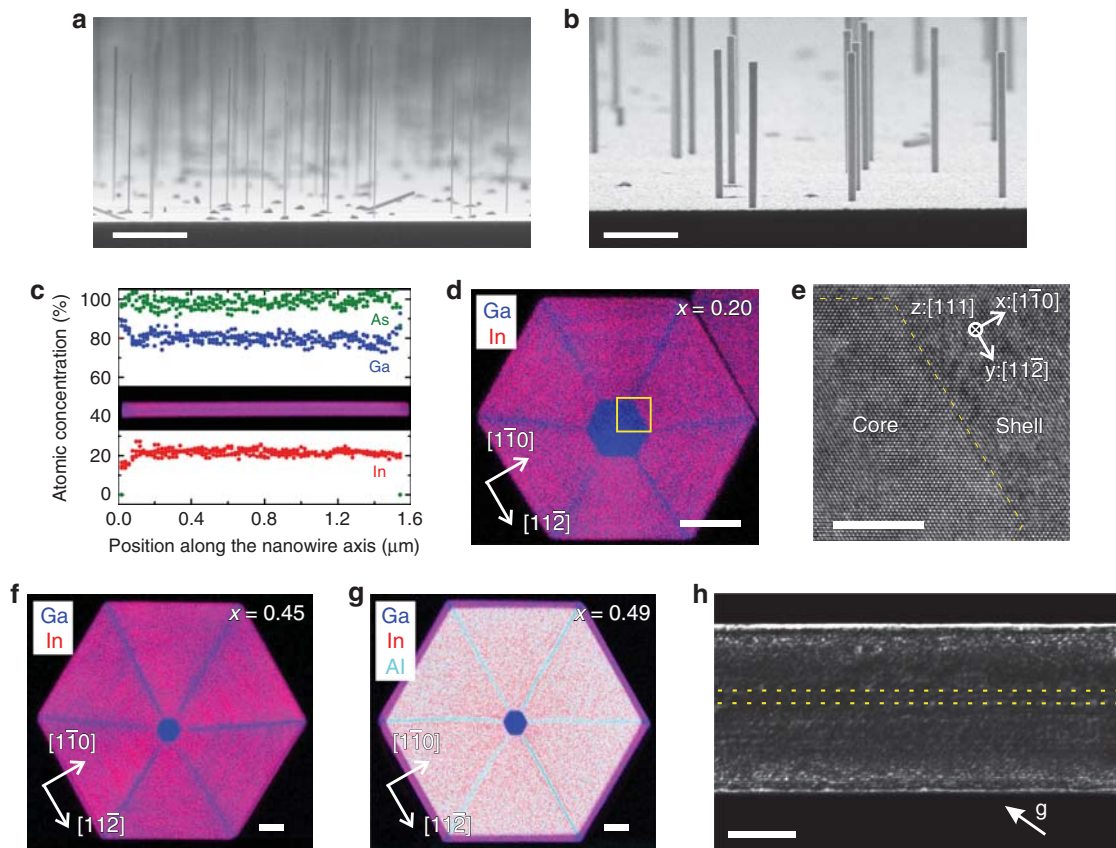 a
b
c
Atomic concentration (%)
100
80
60
40
20
0
As
Ga
In
0.0 0.4 0.8 1.2 1.6
Position along the nanowire axis (μm)
d
Ga
In
x = 0.20
[11̄0]
[112̄]
e
z:[111]
x:[11̄0]
y:[112̄]
Core
Shell
f
Ga
In
x = 0.45
[11̄0]
[112̄]
g
Ga
In
Al
x = 0.49
[11̄0]
[112̄]
h
g